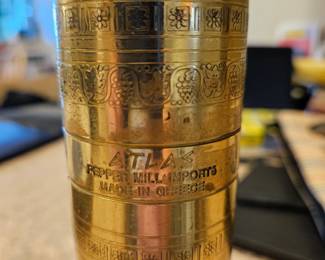 ATLAS
PEPPER MILL IMPORTS
MADE IN GREECE